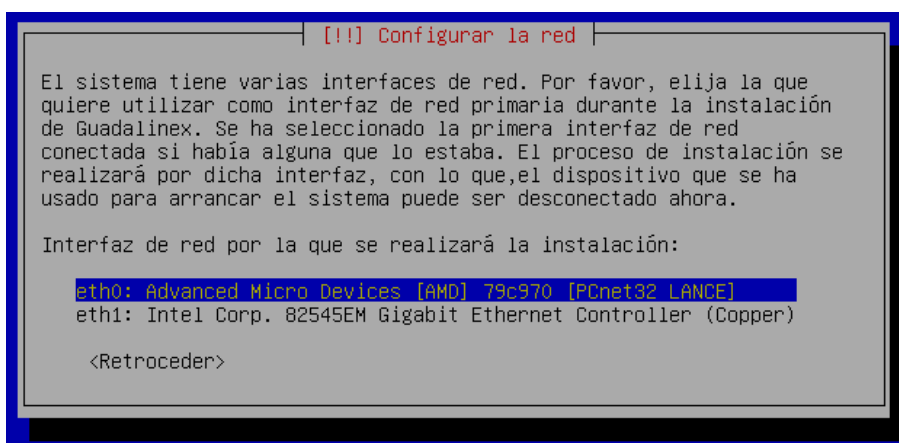 [!!] Configurar la red
El sistema tiene varias interfaces de red. Por favor, elija la que
quiere utilizar como interfaz de red primaria durante la instalación
de Guadalinex. Se ha seleccionado la primera interfaz de red
conectada si había alguna que lo estaba. El proceso de instalación se
realizará por dicha interfaz, con lo que,el dispositivo que se ha
usado para arrancar el sistema puede ser desconectado ahora.
Interfaz de red por la que se realizará la instalación:
eth0: Advanced Micro Devices [AMD] 79c970 [PCnet32 LANCE]
eth1: Intel Corp. 82545EM Gigabit Ethernet Controller (Copper)
<Retroceder>